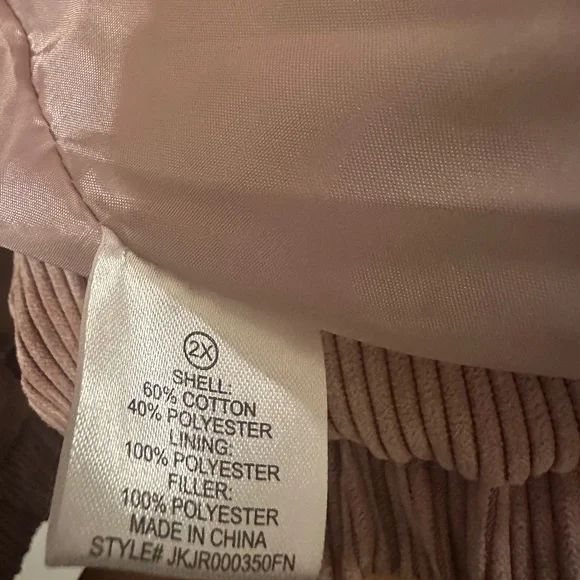 2X
SHELL:
60% COTTON
40% POLYESTER
LINING:
100% POLYESTER
FILLER:
100% POLYESTER
MADE IN CHINA
STYLE# JKJR000350FN